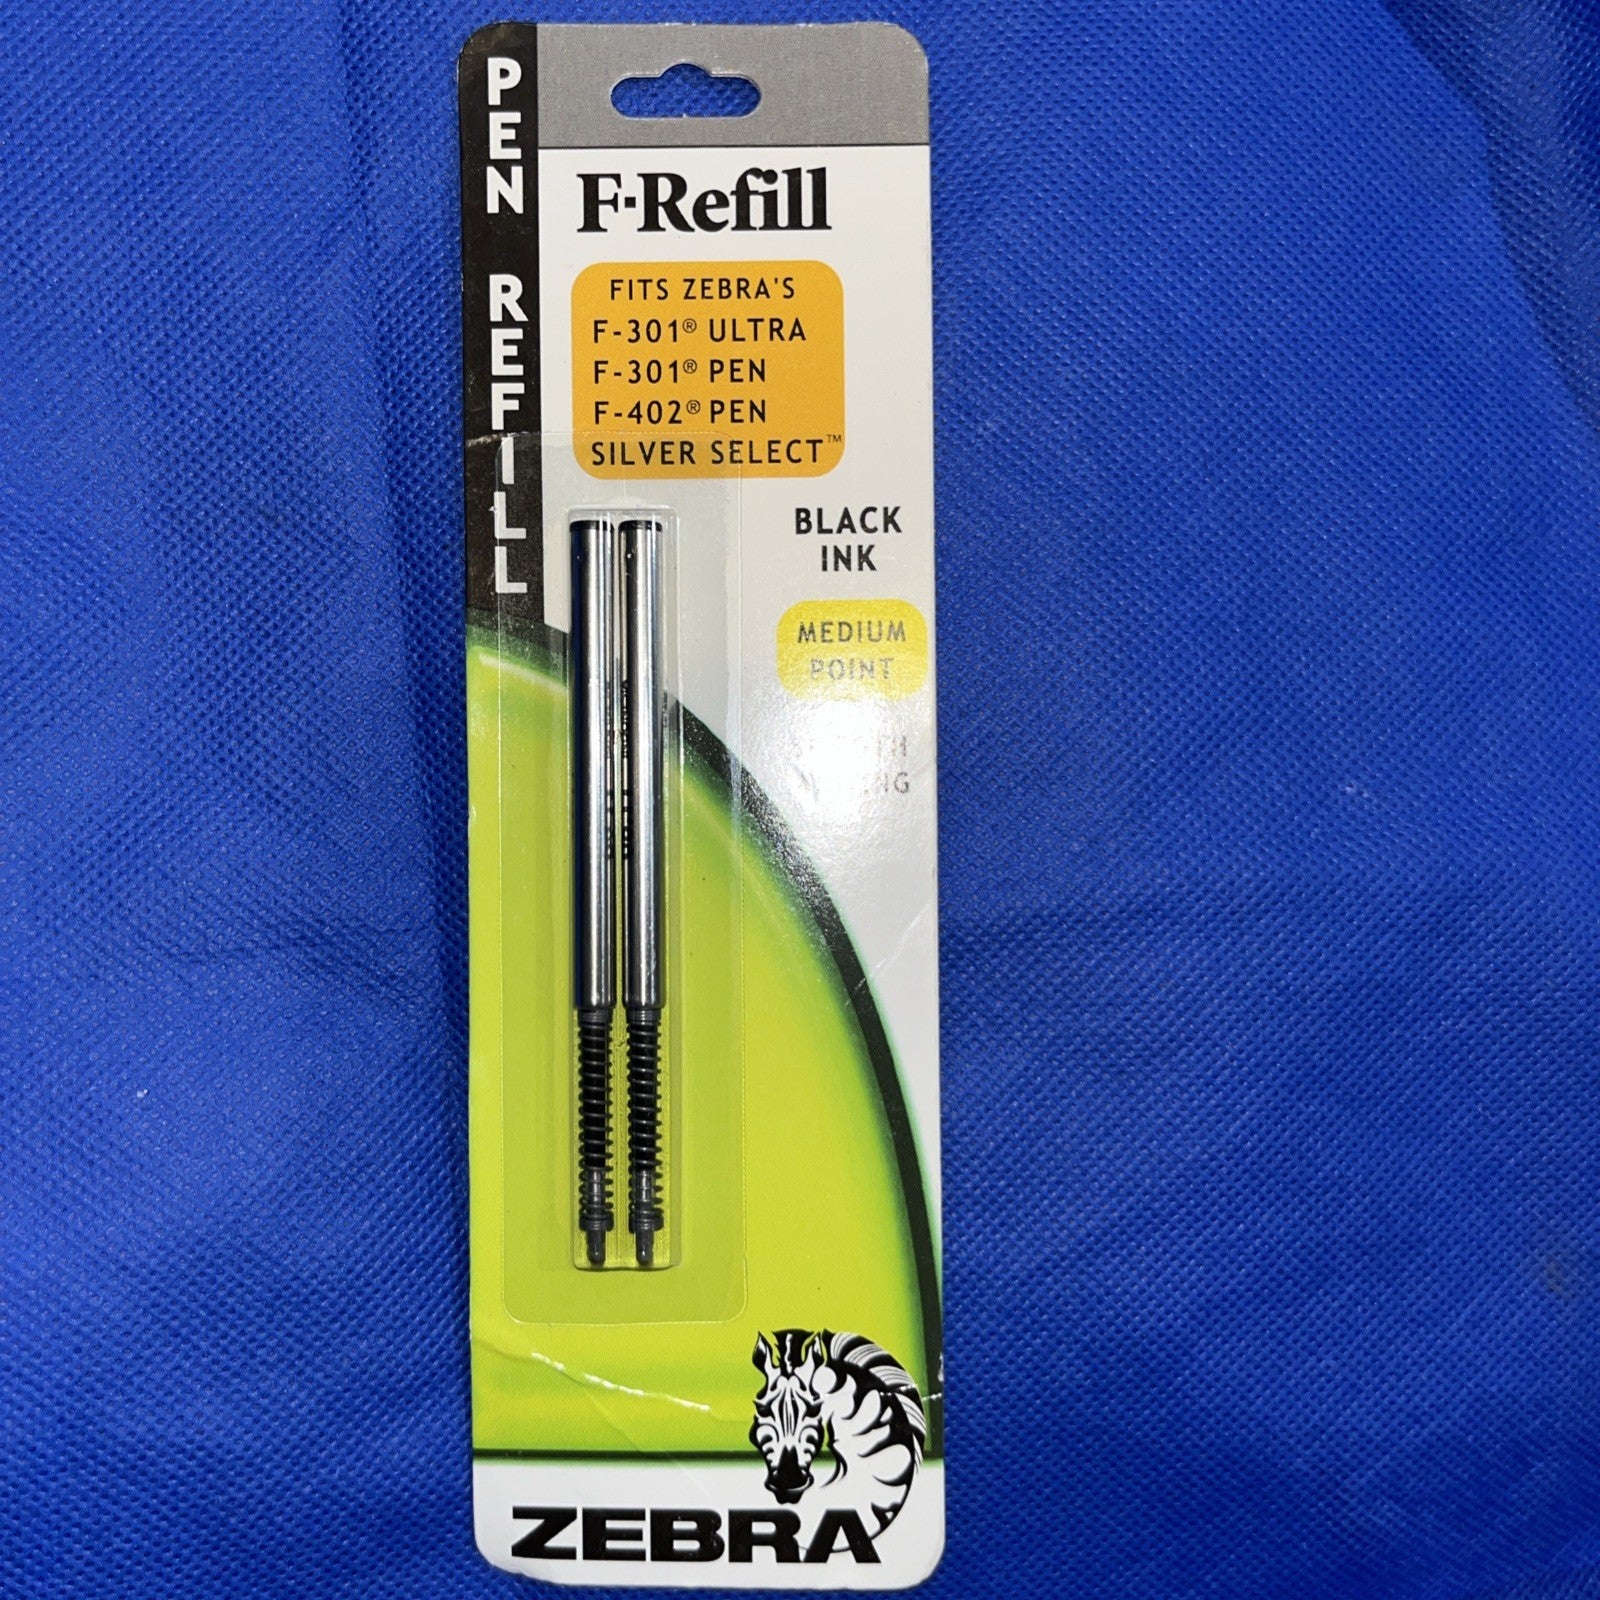 PEN REFILL
F-Refill
FITS ZEBRA'S
F-301® ULTRA
F-301® PEN
F-402® PEN
SILVER SELECT™
BLACK
INK
MEDIUM
POINT
ZEBRA